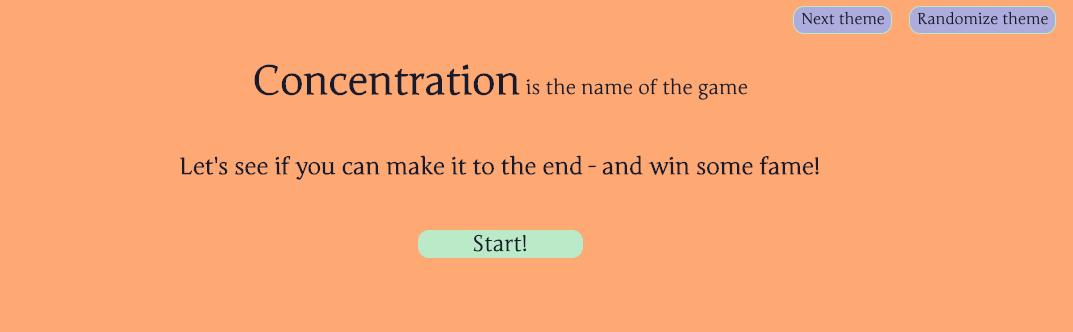 Next theme Randomize theme
Concentration is the name of the game
Let's see if you can make it to the end - and win some fame!
Start!